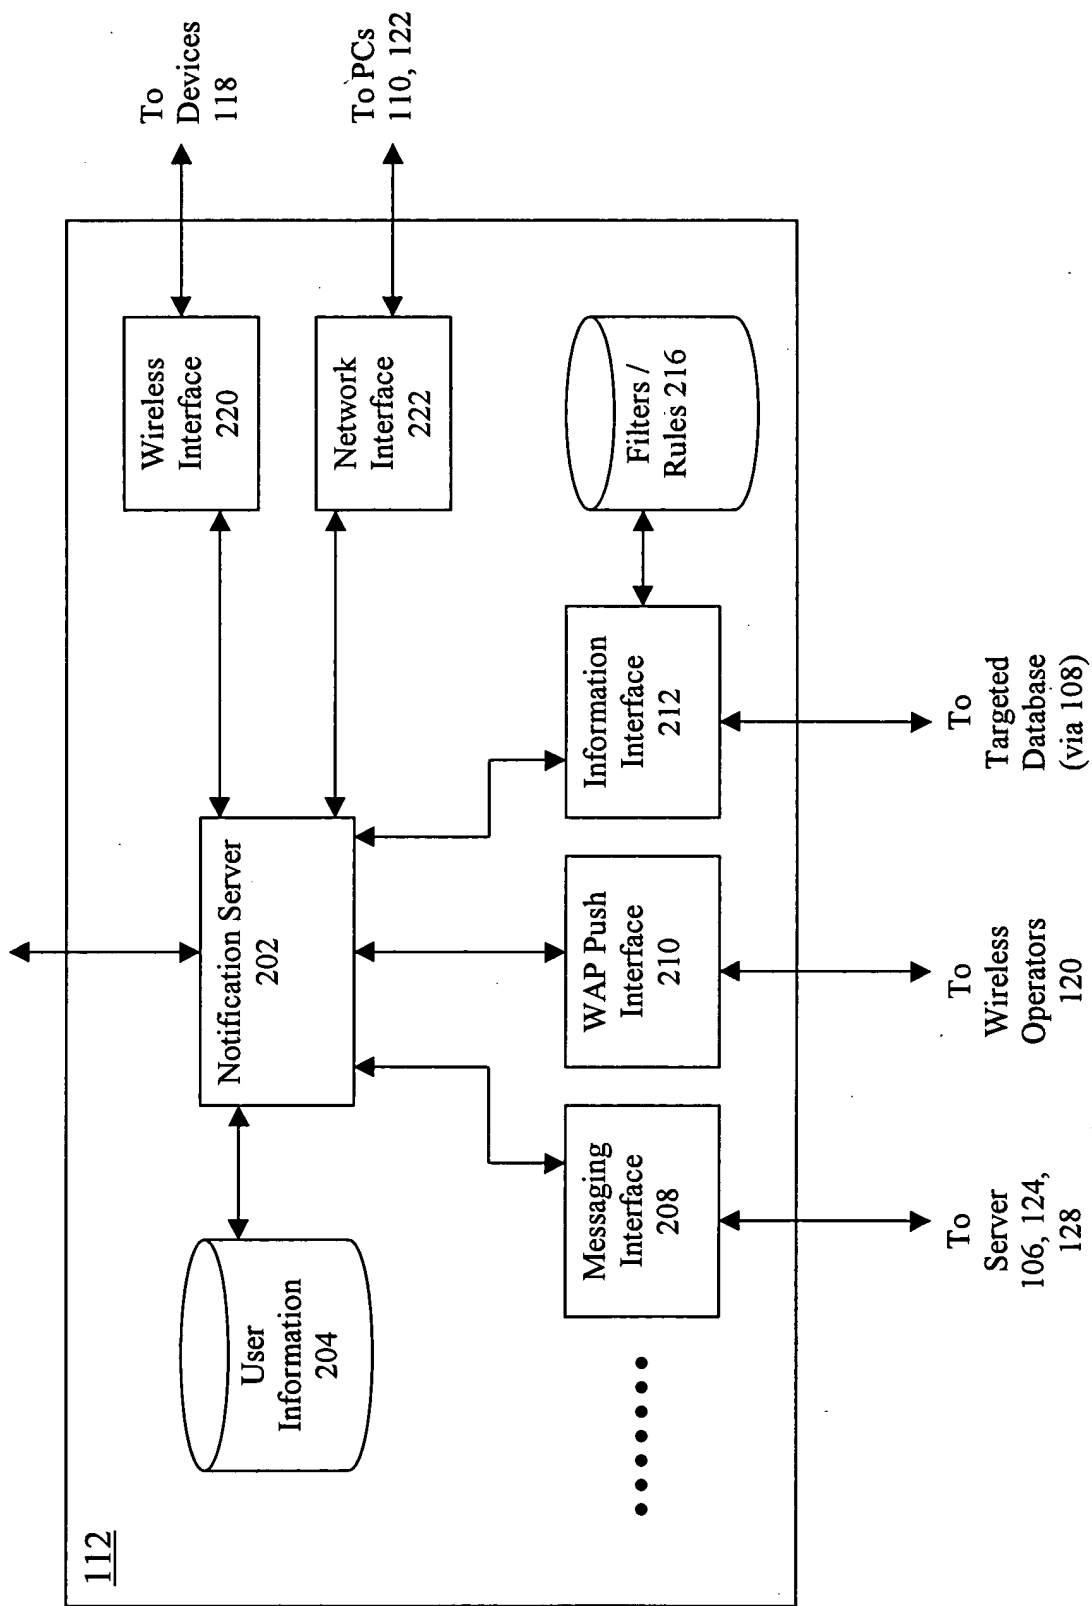 112
User
Information
204
Notification Server
202
Wireless
Interface
220
To
Devices
118
Network
Interface
222
To PCs
110, 122
Messaging
Interface
208
WAP Push
Interface
210
Information
Interface
212
Filters /
Rules 216
To
Server
106, 124,
128
To
Wireless
Operators
120
To
Targeted
Database
(via 108)